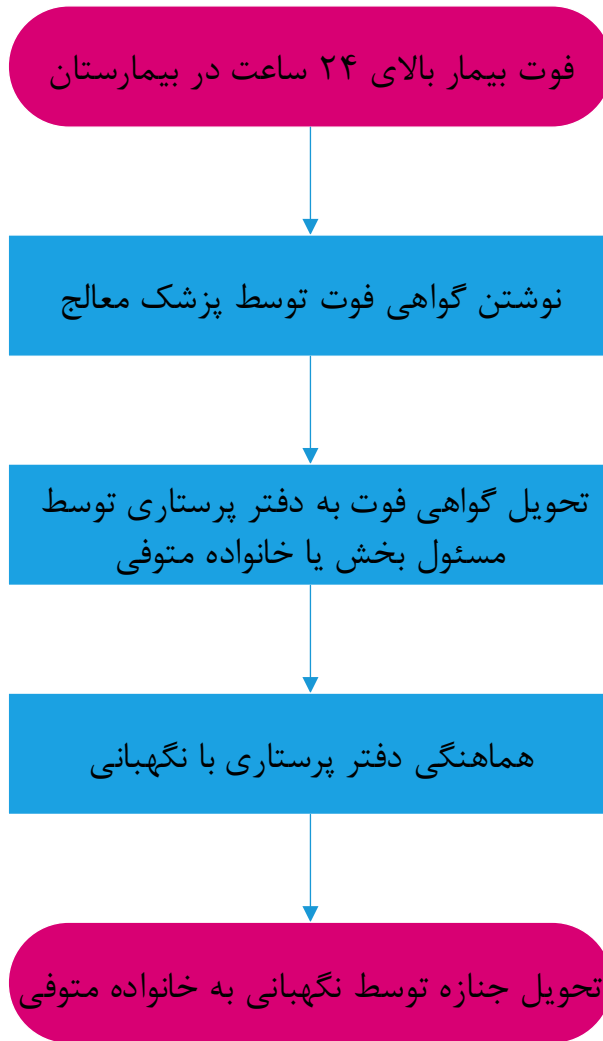 فوت بیمار بالای ۲۴ ساعت در بیمارستان
نوشتن گواهی فوت توسط پزشک معالج
تحویل گواهی فوت به دفتر پرستاری توسط
مسئول بخش یا خانواده متوفی
هماهنگی دفتر پرستاری با نگهبانی
تحویل جنازه توسط نگهبانی به خانواده متوفی